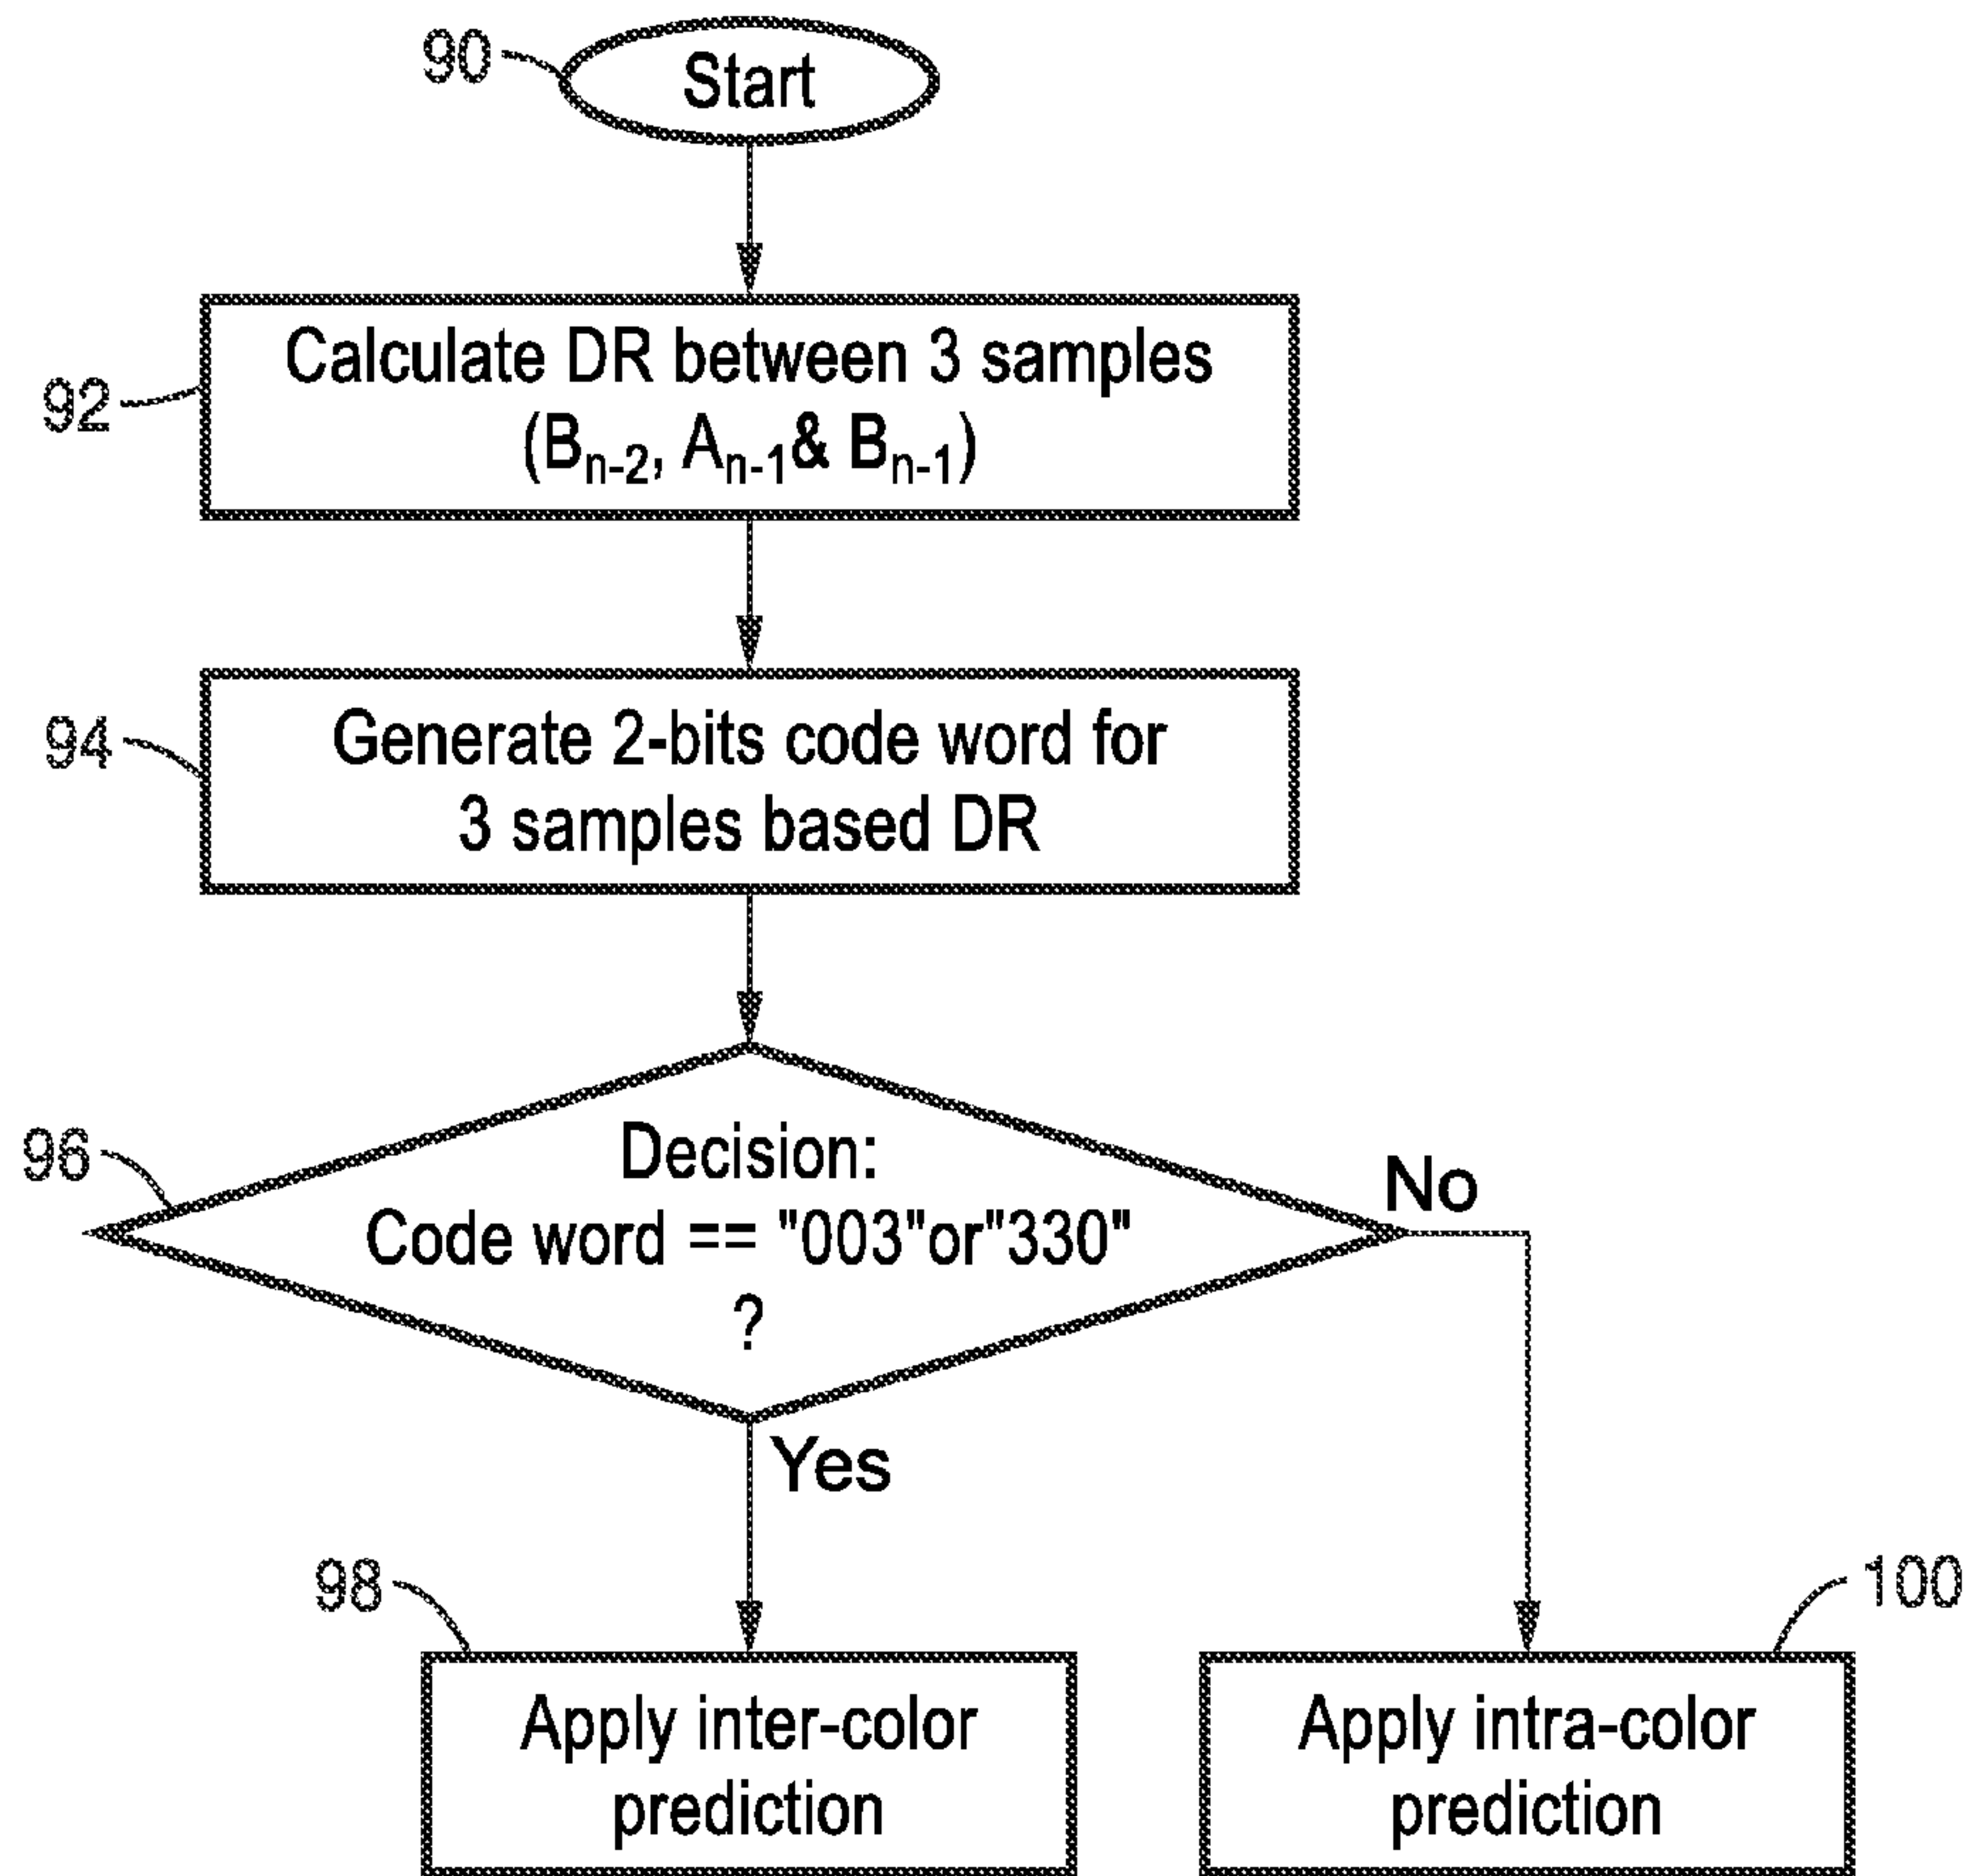 90
Start
92
Calculate DR between 3 samples
(Bn-2, An-1& Bn-1)
94
Generate 2-bits code word for
3 samples based DR
96
Decision:
Code word == "003"or"330"
?
No
Yes
98
Apply inter-color
prediction
100
Apply intra-color
prediction